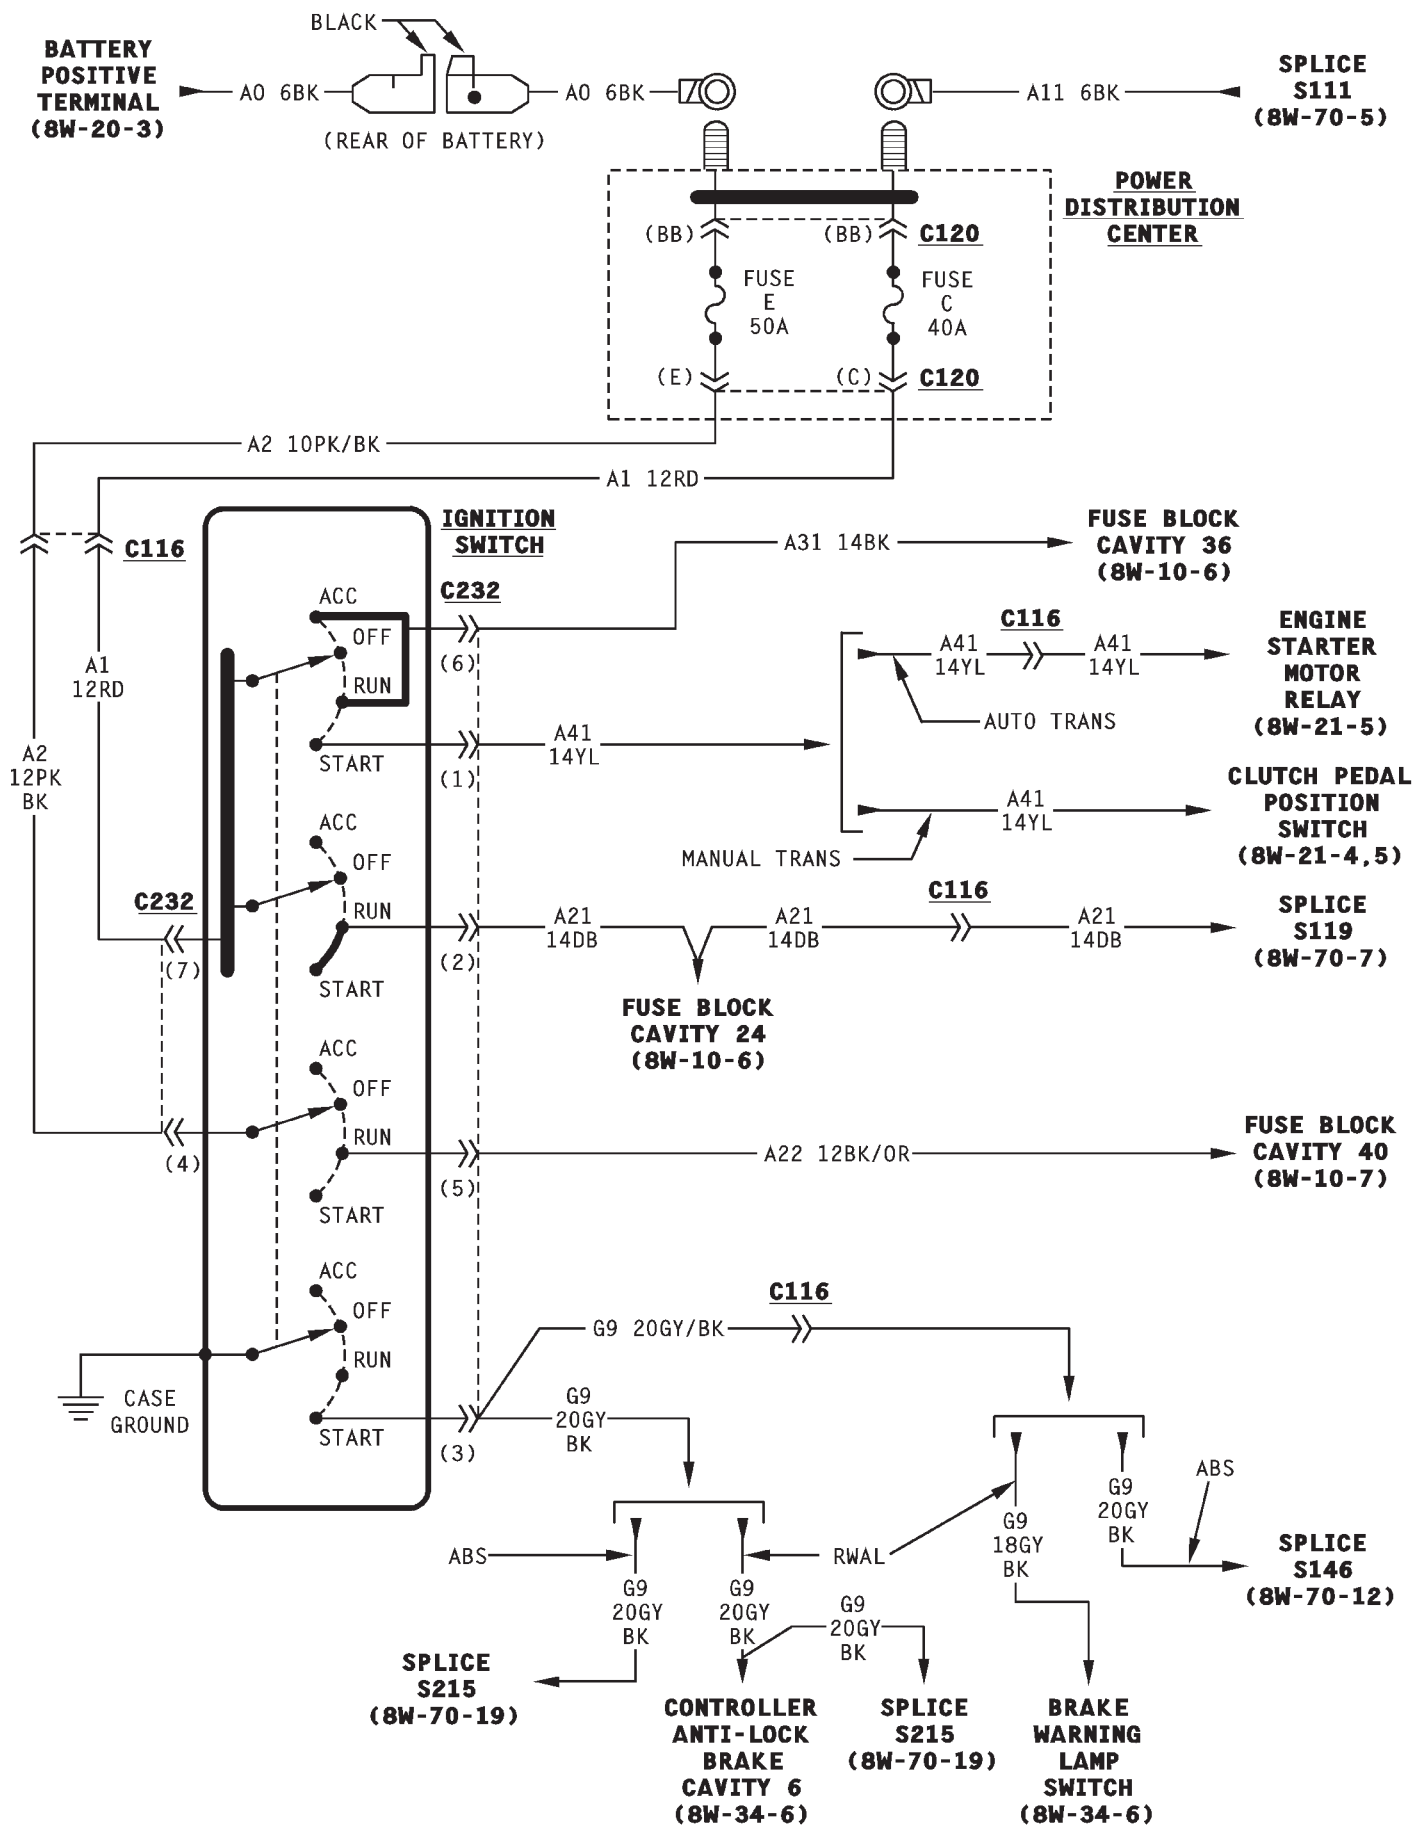 BLACK
BATTERY
POSITIVE
TERMINAL
(8W-20-3)
A0 6BK
A0 6BK
(REAR OF BATTERY)
A11 6BK
SPLICE
S111
(8W-70-5)
POWER
DISTRIBUTION
CENTER
(BB)
(BB)
C120
FUSE
E
50A
FUSE
C
40A
(E)
(C)
C120
A2 10PK/BK
A1 12RD
C116
IGNITION
SWITCH
C232
A31 14BK
FUSE BLOCK
CAVITY 36
(8W-10-6)
ACC
OFF
RUN
START
(6)
(1)
A1
12RD
A2
12PK
BK
A41
14YL
A41
14YL
C116
A41
14YL
ENGINE
STARTER
MOTOR
RELAY
(8W-21-5)
AUTO TRANS
A41
14YL
MANUAL TRANS
CLUTCH PEDAL
POSITION
SWITCH
(8W-21-4,5)
ACC
OFF
RUN
START
C232
(7)
(2)
A21
14DB
A21
14DB
C116
A21
14DB
SPLICE
S119
(8W-70-7)
FUSE BLOCK
CAVITY 24
(8W-10-6)
ACC
OFF
RUN
START
(4)
(5)
A22 12BK/OR
FUSE BLOCK
CAVITY 40
(8W-10-7)
ACC
OFF
RUN
START
CASE
GROUND
(3)
G9 20GY/BK
C116
G9
20GY
BK
ABS
RWAL
G9
18GY
BK
G9
20GY
BK
ABS
SPLICE
S146
(8W-70-12)
G9
20GY
BK
G9
20GY
BK
G9
20GY
BK
SPLICE
S215
(8W-70-19)
CONTROLLER
ANTI-LOCK
BRAKE
CAVITY 6
(8W-34-6)
SPLICE
S215
(8W-70-19)
BRAKE
WARNING
LAMP
SWITCH
(8W-34-6)